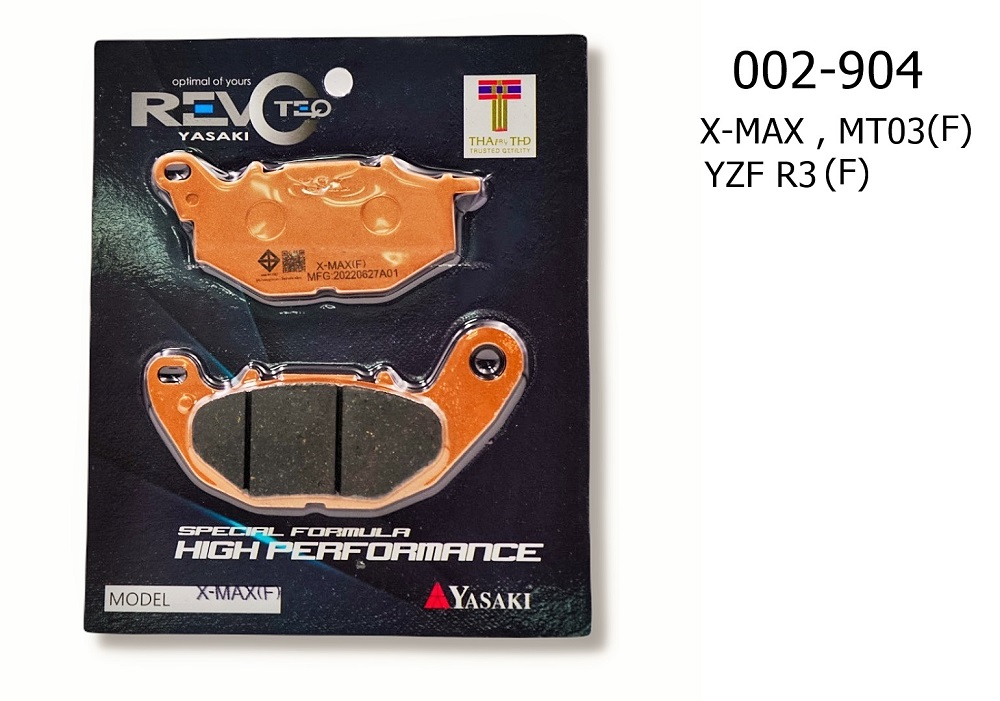 optimal of yours
REVO TEQ
YASAKI
TRUSTED QUALITY
X-MAX(F)
MFG:20220627A01
SPECIAL FORMULA
HIGH PERFORMANCE
MODEL X-MAX(F)
YASAKI
002-904
X-MAX , MT03(F)
YZF R3 (F)